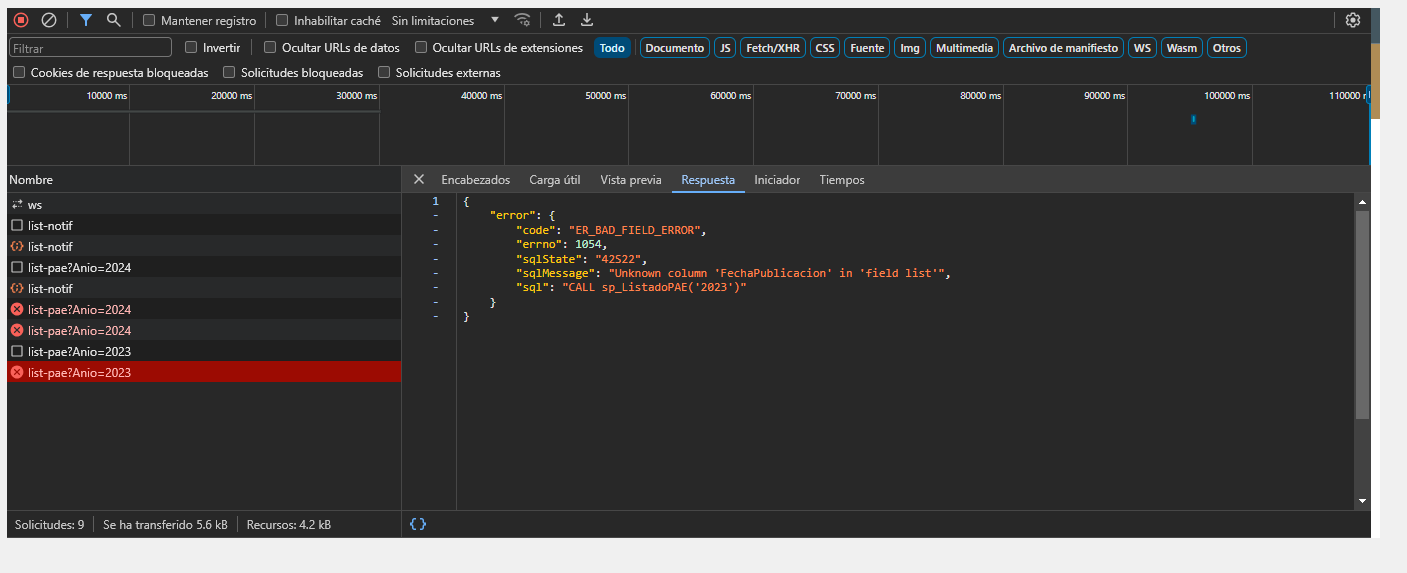 Mantener registro Inhabilitar caché Sin limitaciones
Filtrar Invertir Ocultar URLs de datos Ocultar URLs de extensiones Todo Documento JS Fetch/XHR CSS Fuente Img Multimedia Archivo de manifiesto WS Wasm Otros
Cookies de respuesta bloqueadas Solicitudes bloqueadas Solicitudes externas
10000 ms 20000 ms 30000 ms 40000 ms 50000 ms 60000 ms 70000 ms 80000 ms 90000 ms 100000 ms 110000
Nombre
ws
list-notif
list-notif
list-pae?Anio=2024
list-notif
list-pae?Anio=2024
list-pae?Anio=2024
list-pae?Anio=2023
list-pae?Anio=2023
Encabezados Carga útil Vista previa Respuesta Iniciador Tiempos
1 {
- "error": {
- "code": "ER_BAD_FIELD_ERROR",
- "errno": 1054,
- "sqlState": "42S22",
- "sqlMessage": "Unknown column 'FechaPublicacion' in 'field list'",
- "sql": "CALL sp_ListadoPAE('2023')"
- }
- }
Solicitudes: 9 Se ha transferido 5.6 kB Recursos: 4.2 kB {}